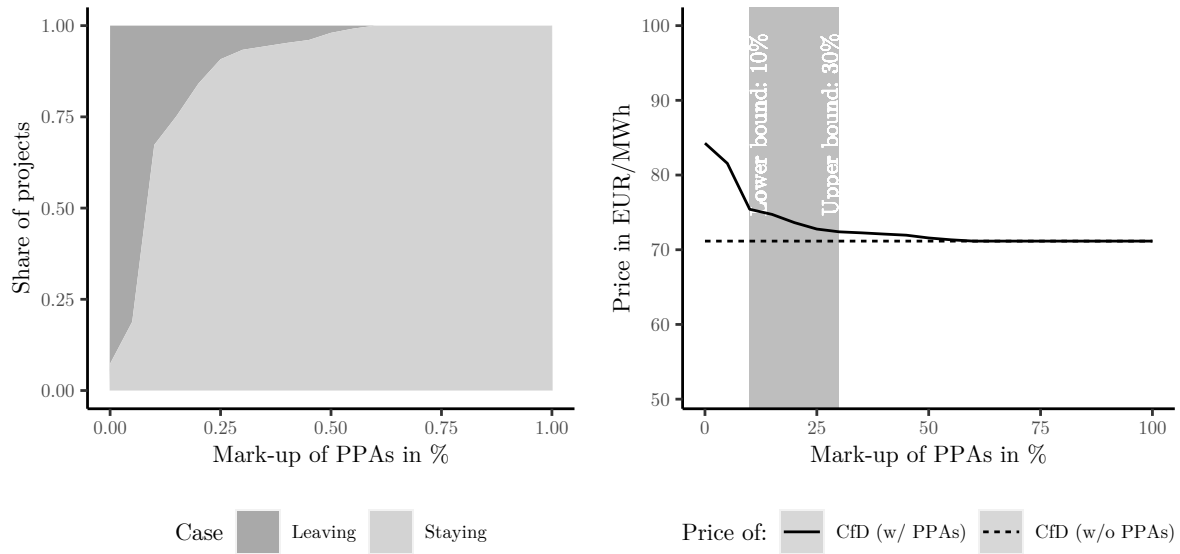 1.00
0.75
0.50
0.25
0.00
Share of projects
0.00 0.25 0.50 0.75 1.00
Mark-up of PPAs in %
Case Leaving Staying
100
90
80
70
60
50
Price in EUR/MWh
Lower bound: 10%
Upper bound: 30%
0 25 50 75 100
Mark-up of PPAs in %
Price of: CfD (w/ PPAs) CfD (w/o PPAs)